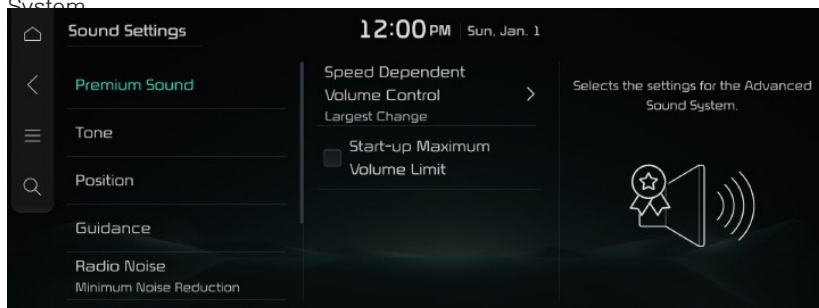 System
Sound Settings
12:00 PM Sun, Jan. 1
Premium Sound
Tone
Position
Guidance
Radio Noise
Minimum Noise Reduction
Speed Dependent
Volume Control
Largest Change
Start-up Maximum
Volume Limit
Selects the settings for the Advanced
Sound System.